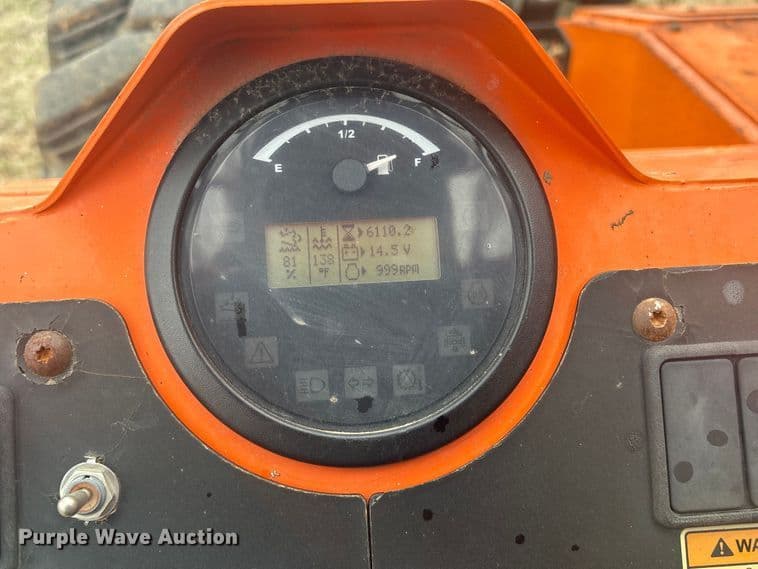 1/2
E F
6110.2
81 138 14.5 V
% °F 999RPM
WA
Purple Wave Auction